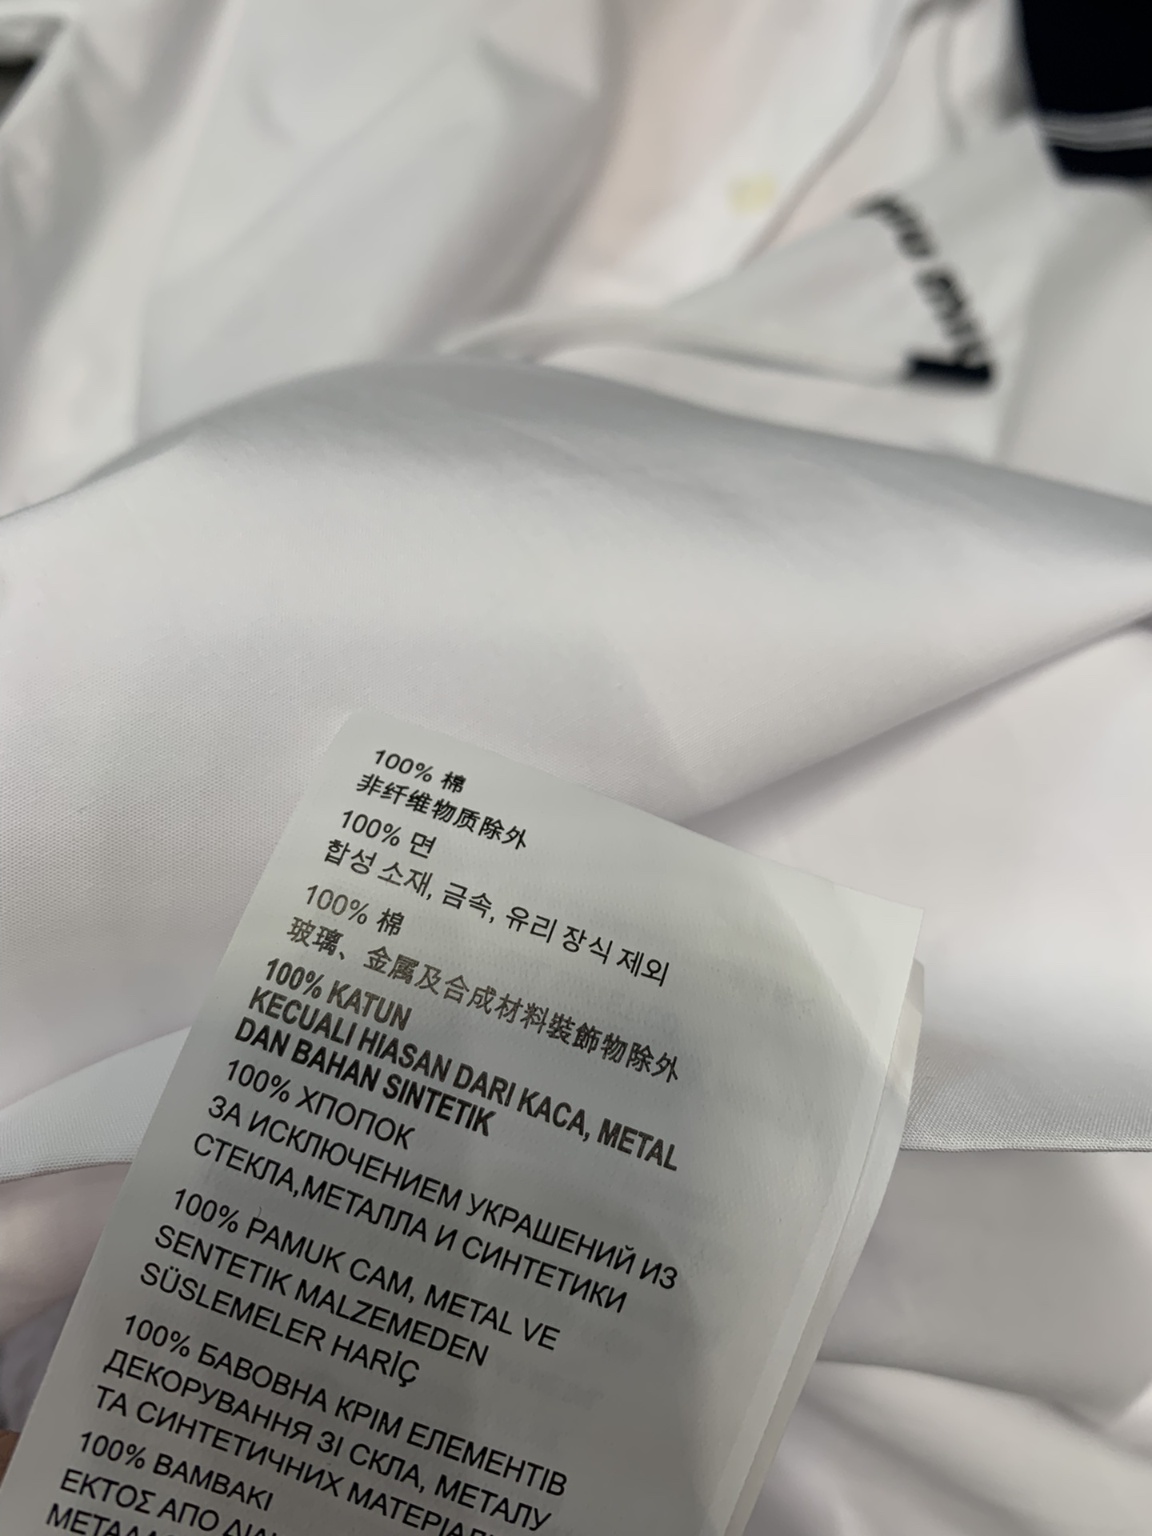 100% 棉
非纤维物质除外
100% 면
합성 소재, 금속, 유리 장식 제외
100% 棉
玻璃、金属及合成材料裝飾物除外
100% KATUN
KECUALI HIASAN DARI KACA, METAL
DAN BAHAN SINTETIK
100% ХЛОПОК
ЗА ИСКЛЮЧЕНИЕМ УКРАШЕНИЙ ИЗ
СТЕКЛА,МЕТАЛЛА И СИНТЕТИКИ
100% PAMUK CAM, METAL VE
SENTETIK MALZEMEDEN
SÜSLEMELER HARİÇ
100% БАВОВНА КРІМ ЕЛЕМЕНТІВ
ДЕКОРУВАННЯ ЗІ СКЛА, МЕТАЛУ
ТА СИНТЕТИЧНИХ
100% ΒΑΜΒΑΚΙ
ΕΚΤΟΣ ΑΠΟ